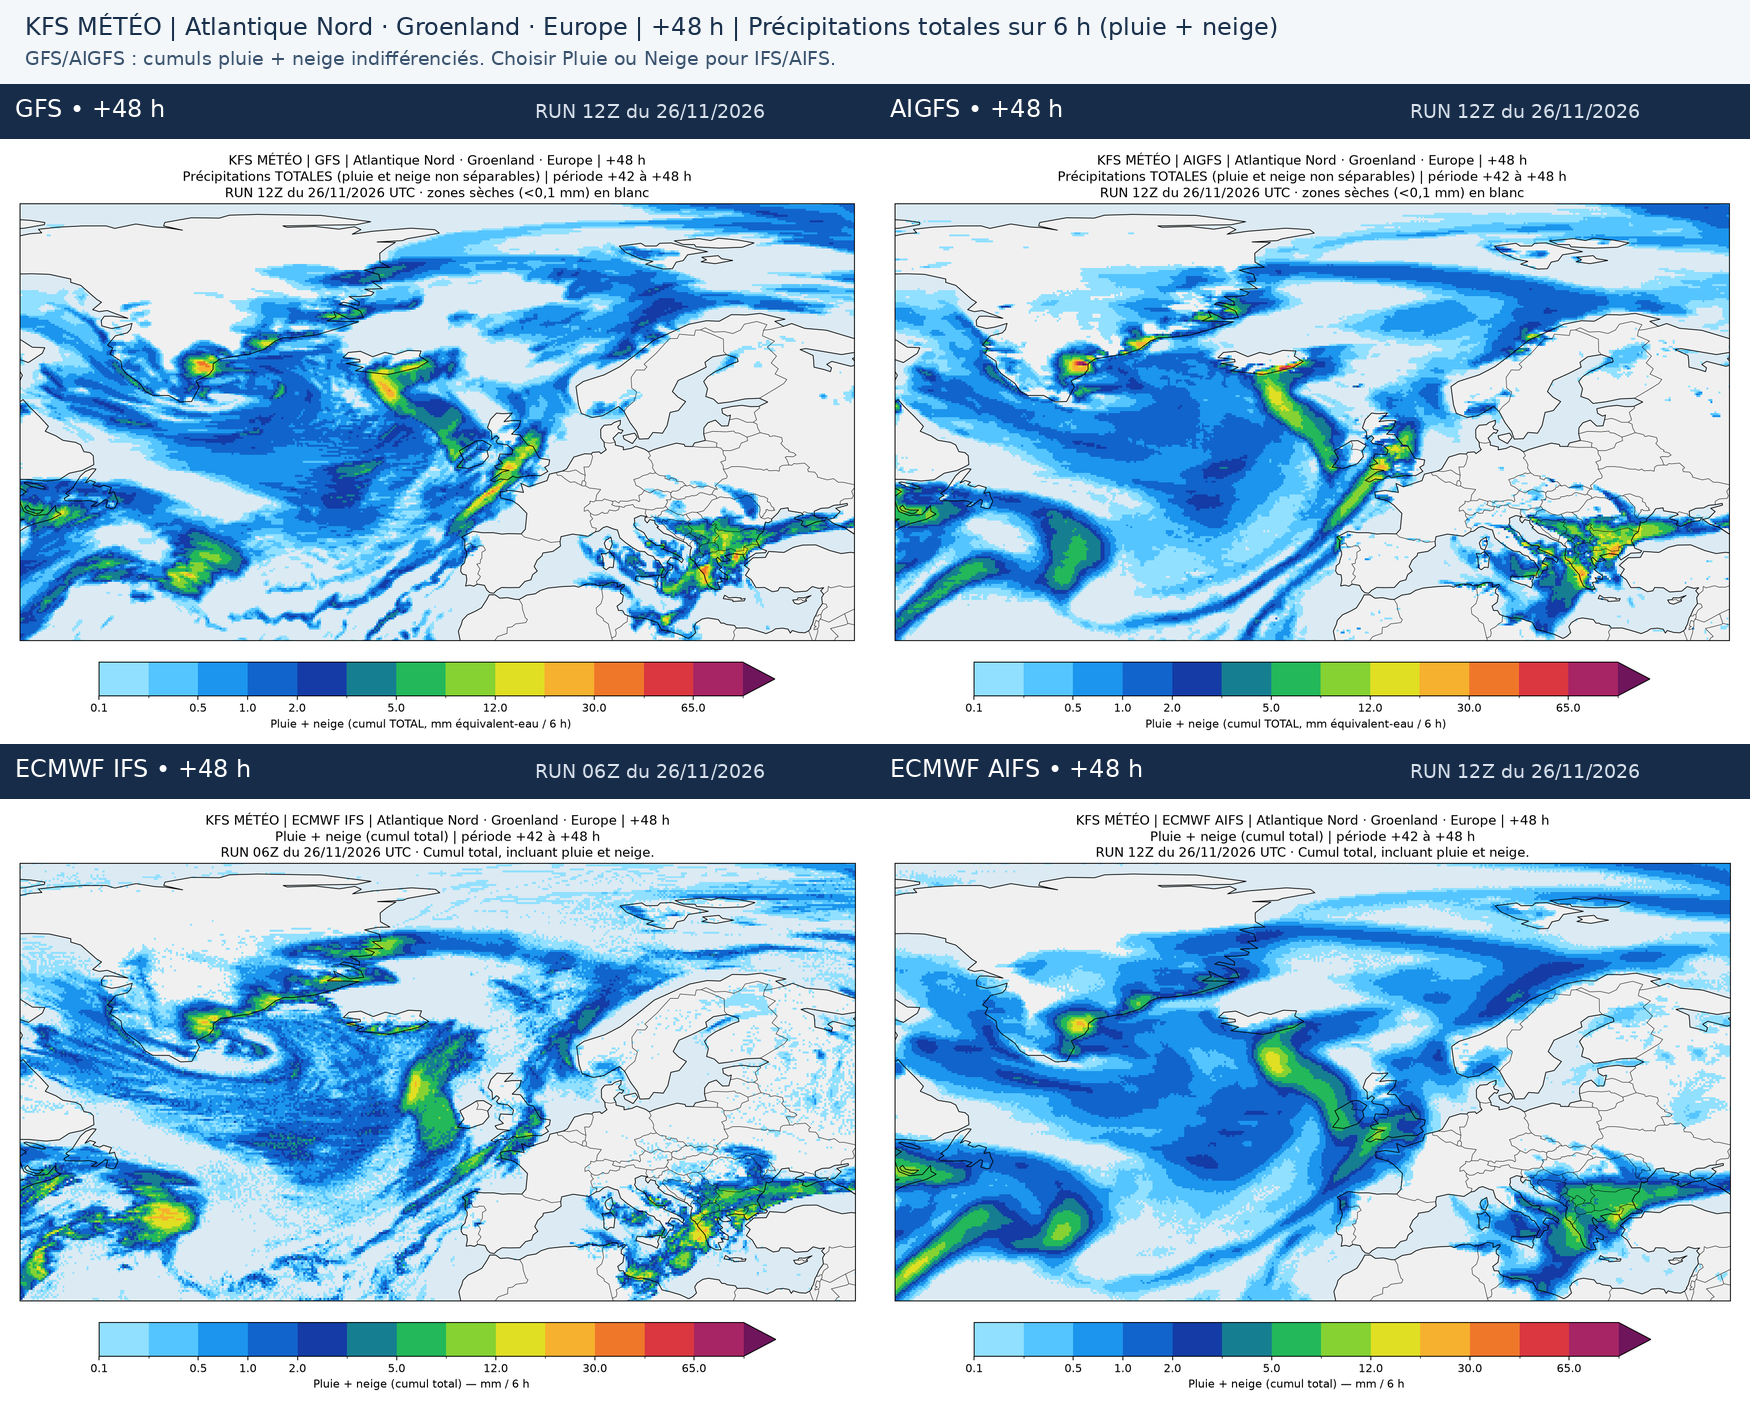 KFS MÉTÉO | Atlantique Nord · Groenland · Europe | +48 h | Précipitations totales sur 6 h (pluie + neige)
GFS/AIGFS : cumuls pluie + neige indifférenciés. Choisir Pluie ou Neige pour IFS/AIFS.
GFS • +48 h
RUN 12Z du 26/11/2026
KFS MÉTÉO | GFS | Atlantique Nord · Groenland · Europe | +48 h
Précipitations TOTALES (pluie et neige non séparables) | période +42 à +48 h
RUN 12Z du 26/11/2026 UTC · zones sèches (<0,1 mm) en blanc
0.1 0.5 1.0 2.0 5.0 12.0 30.0 65.0
Pluie + neige (cumul TOTAL, mm équivalent-eau / 6 h)
AIGFS • +48 h
RUN 12Z du 26/11/2026
KFS MÉTÉO | AIGFS | Atlantique Nord · Groenland · Europe | +48 h
Précipitations TOTALES (pluie et neige non séparables) | période +42 à +48 h
RUN 12Z du 26/11/2026 UTC · zones sèches (<0,1 mm) en blanc
0.1 0.5 1.0 2.0 5.0 12.0 30.0 65.0
Pluie + neige (cumul TOTAL, mm équivalent-eau / 6 h)
ECMWF IFS • +48 h
RUN 06Z du 26/11/2026
KFS MÉTÉO | ECMWF IFS | Atlantique Nord · Groenland · Europe | +48 h
Pluie + neige (cumul total) | période +42 à +48 h
RUN 06Z du 26/11/2026 UTC · Cumul total, incluant pluie et neige.
0.1 0.5 1.0 2.0 5.0 12.0 30.0 65.0
Pluie + neige (cumul total) — mm / 6 h
ECMWF AIFS • +48 h
RUN 12Z du 26/11/2026
KFS MÉTÉO | ECMWF AIFS | Atlantique Nord · Groenland · Europe | +48 h
Pluie + neige (cumul total) | période +42 à +48 h
RUN 12Z du 26/11/2026 UTC · Cumul total, incluant pluie et neige.
0.1 0.5 1.0 2.0 5.0 12.0 30.0 65.0
Pluie + neige (cumul total) — mm / 6 h